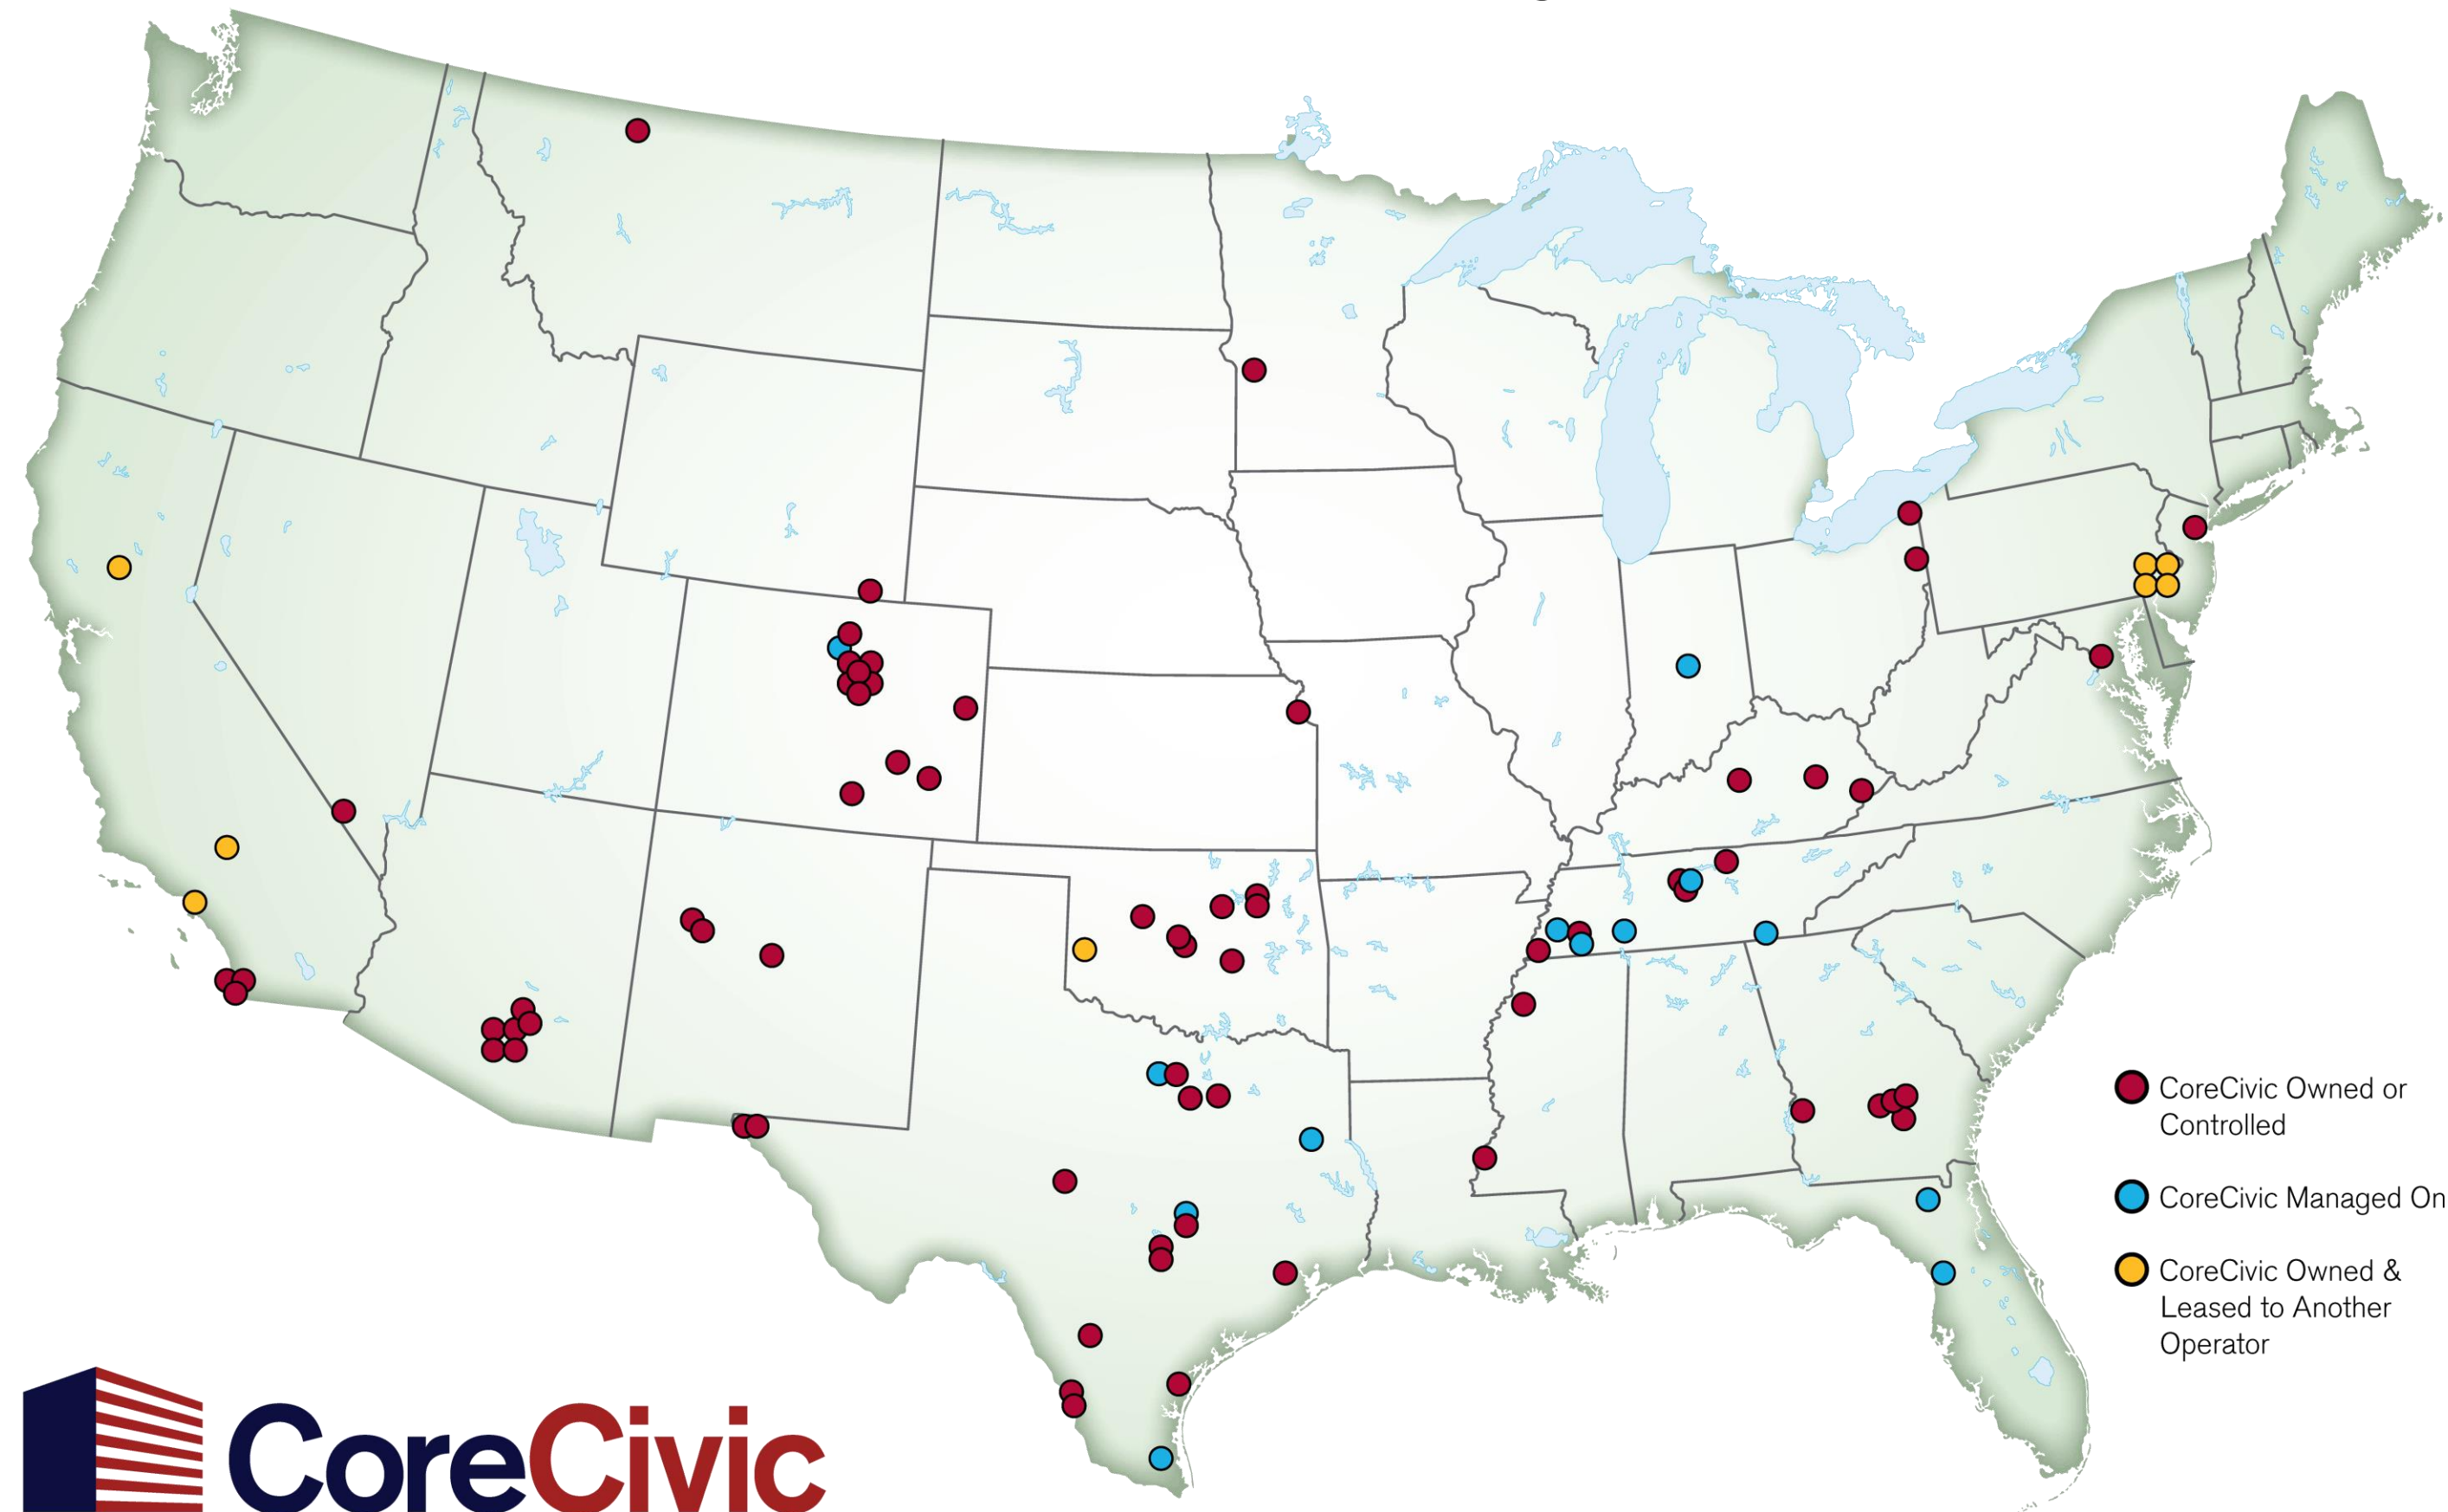 CoreCivic Owned or
Controlled
CoreCivic Managed On
CoreCivic Owned &
Leased to Another
Operator
CoreCivic